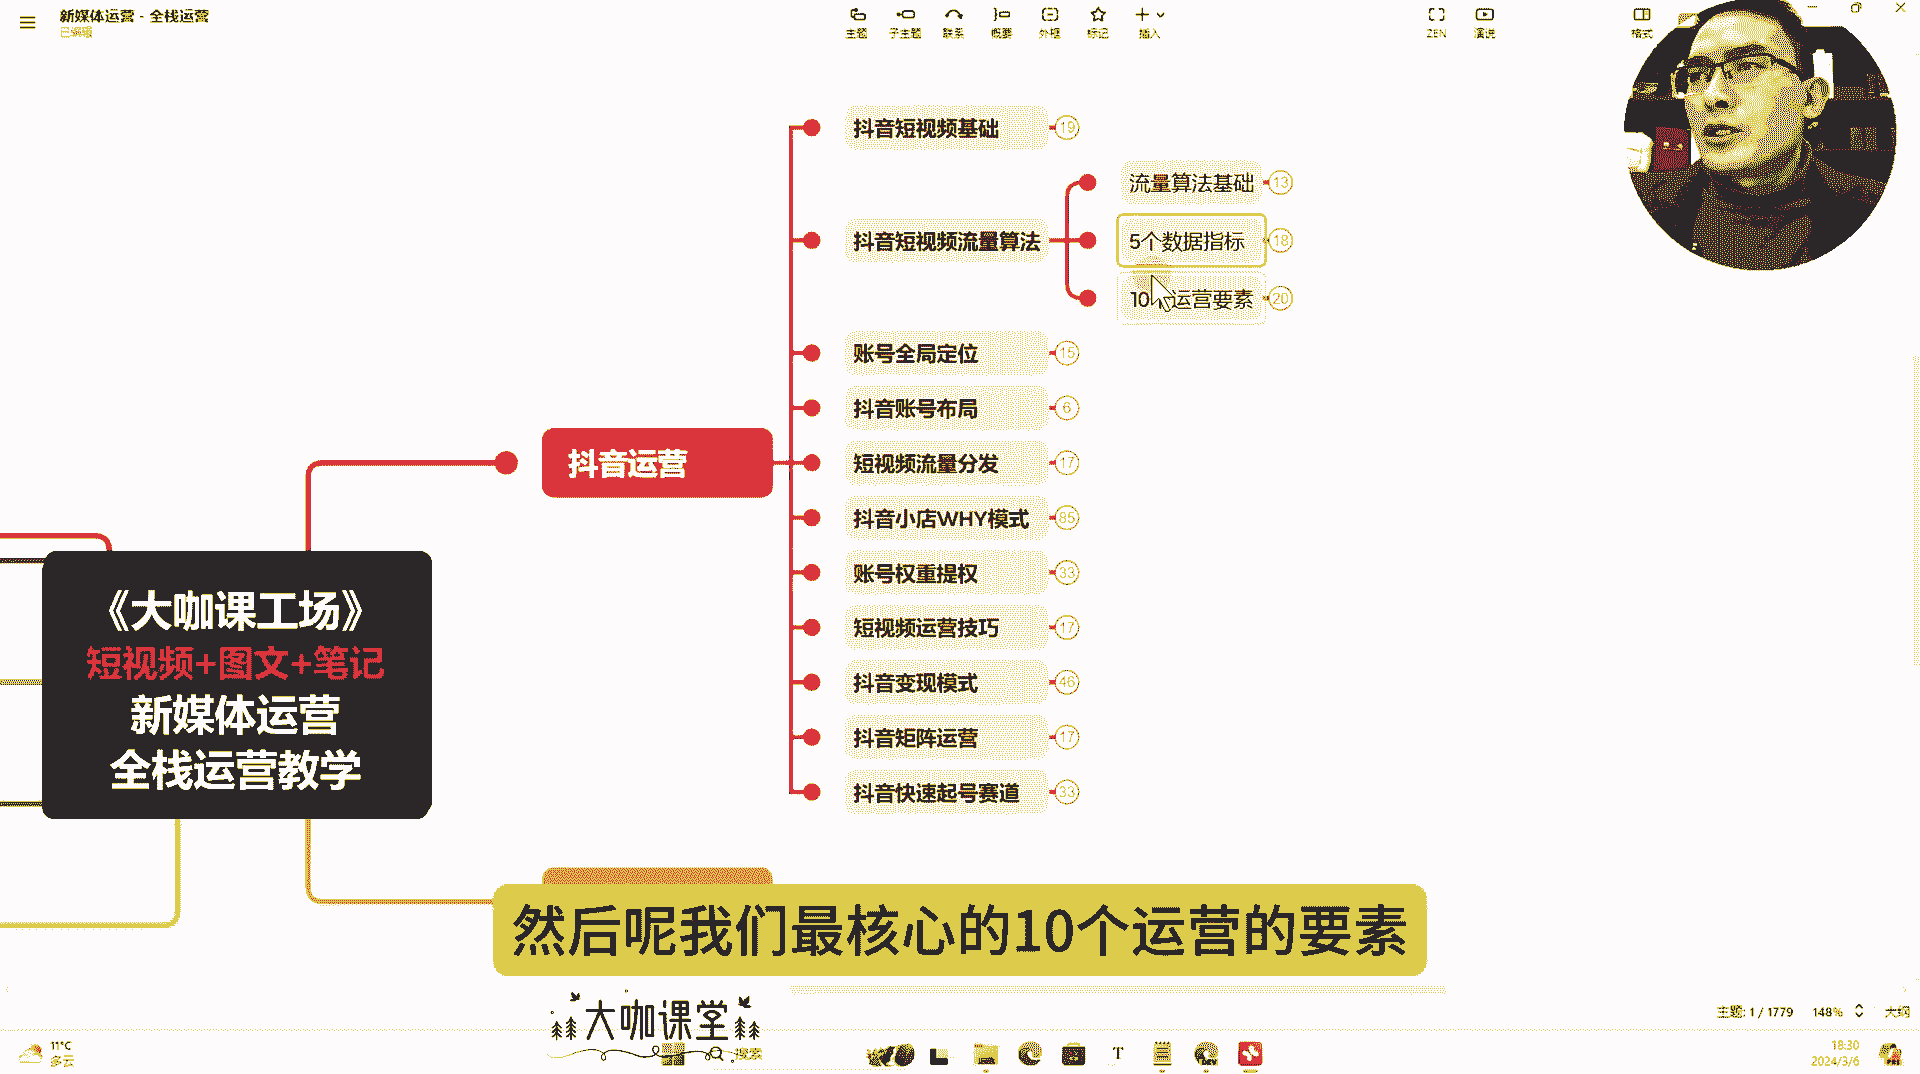 新媒体运营 - 全栈运营
已编辑
主题
子主题
联系
概要
外框
标记
插入
ZEN
演说
格式
抖音短视频基础
19
抖音短视频流量算法
流量算法基础
13
5个数据指标
18
运营要素
20
账号全局定位
15
抖音账号布局
6
短视频流量分发
17
抖音小店WHY模式
85
账号权重提权
33
短视频运营技巧
17
抖音变现模式
46
抖音矩阵运营
17
抖音快速起号赛道
33
抖音运营
《大咖课工场》
短视频+图文+笔记
新媒体运营
全栈运营教学
然后呢我们最核心的10个运营的要素
大咖课堂
主题: 1 / 1779
148%
大纲
11°C
多云
搜索
18:30
2024/3/6